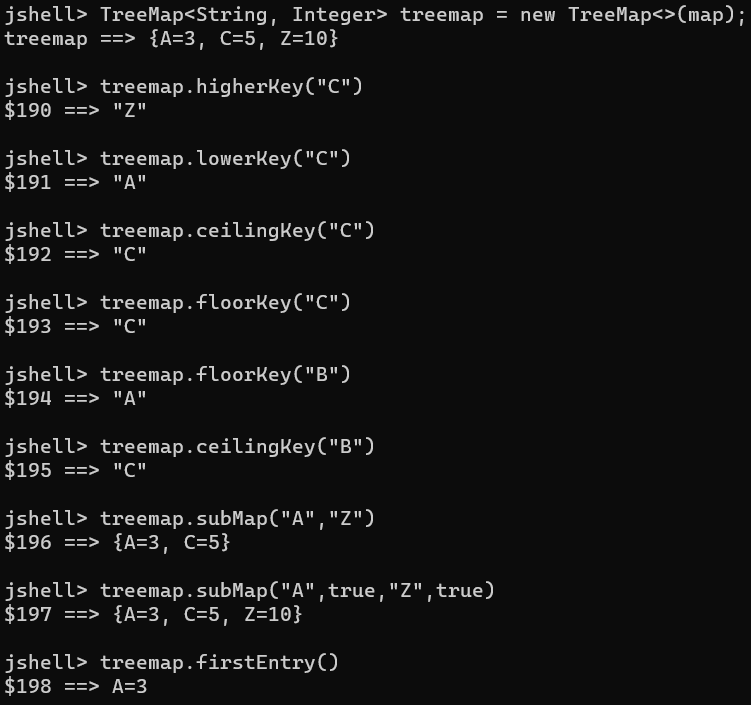 jshell> TreeMap<String, Integer> treemap = new TreeMap<>(map);
treemap ==> {A=3, C=5, Z=10}
jshell> treemap.higherKey("C")
$190 ==> "Z"
jshell> treemap.lowerKey("C")
$191 ==> "A"
jshell> treemap.ceilingKey("C")
$192 ==> "C"
jshell> treemap.floorKey("C")
$193 ==> "C"
jshell> treemap.floorKey("B")
$194 ==> "A"
jshell> treemap.ceilingKey("B")
$195 ==> "C"
jshell> treemap.subMap("A","Z")
$196 ==> {A=3, C=5}
jshell> treemap.subMap("A",true,"Z",true)
$197 ==> {A=3, C=5, Z=10}
jshell> treemap.firstEntry()
$198 ==> A=3